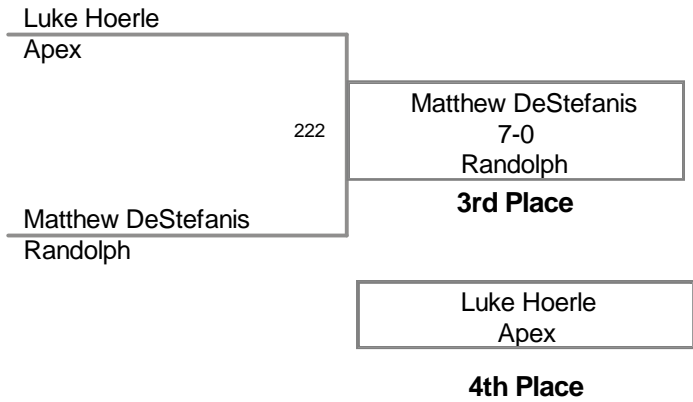 Luke Hoerle
Apex
222
Matthew DeStefanis
7-0
Randolph
3rd Place
Matthew DeStefanis
Randolph
Luke Hoerle
Apex
4th Place